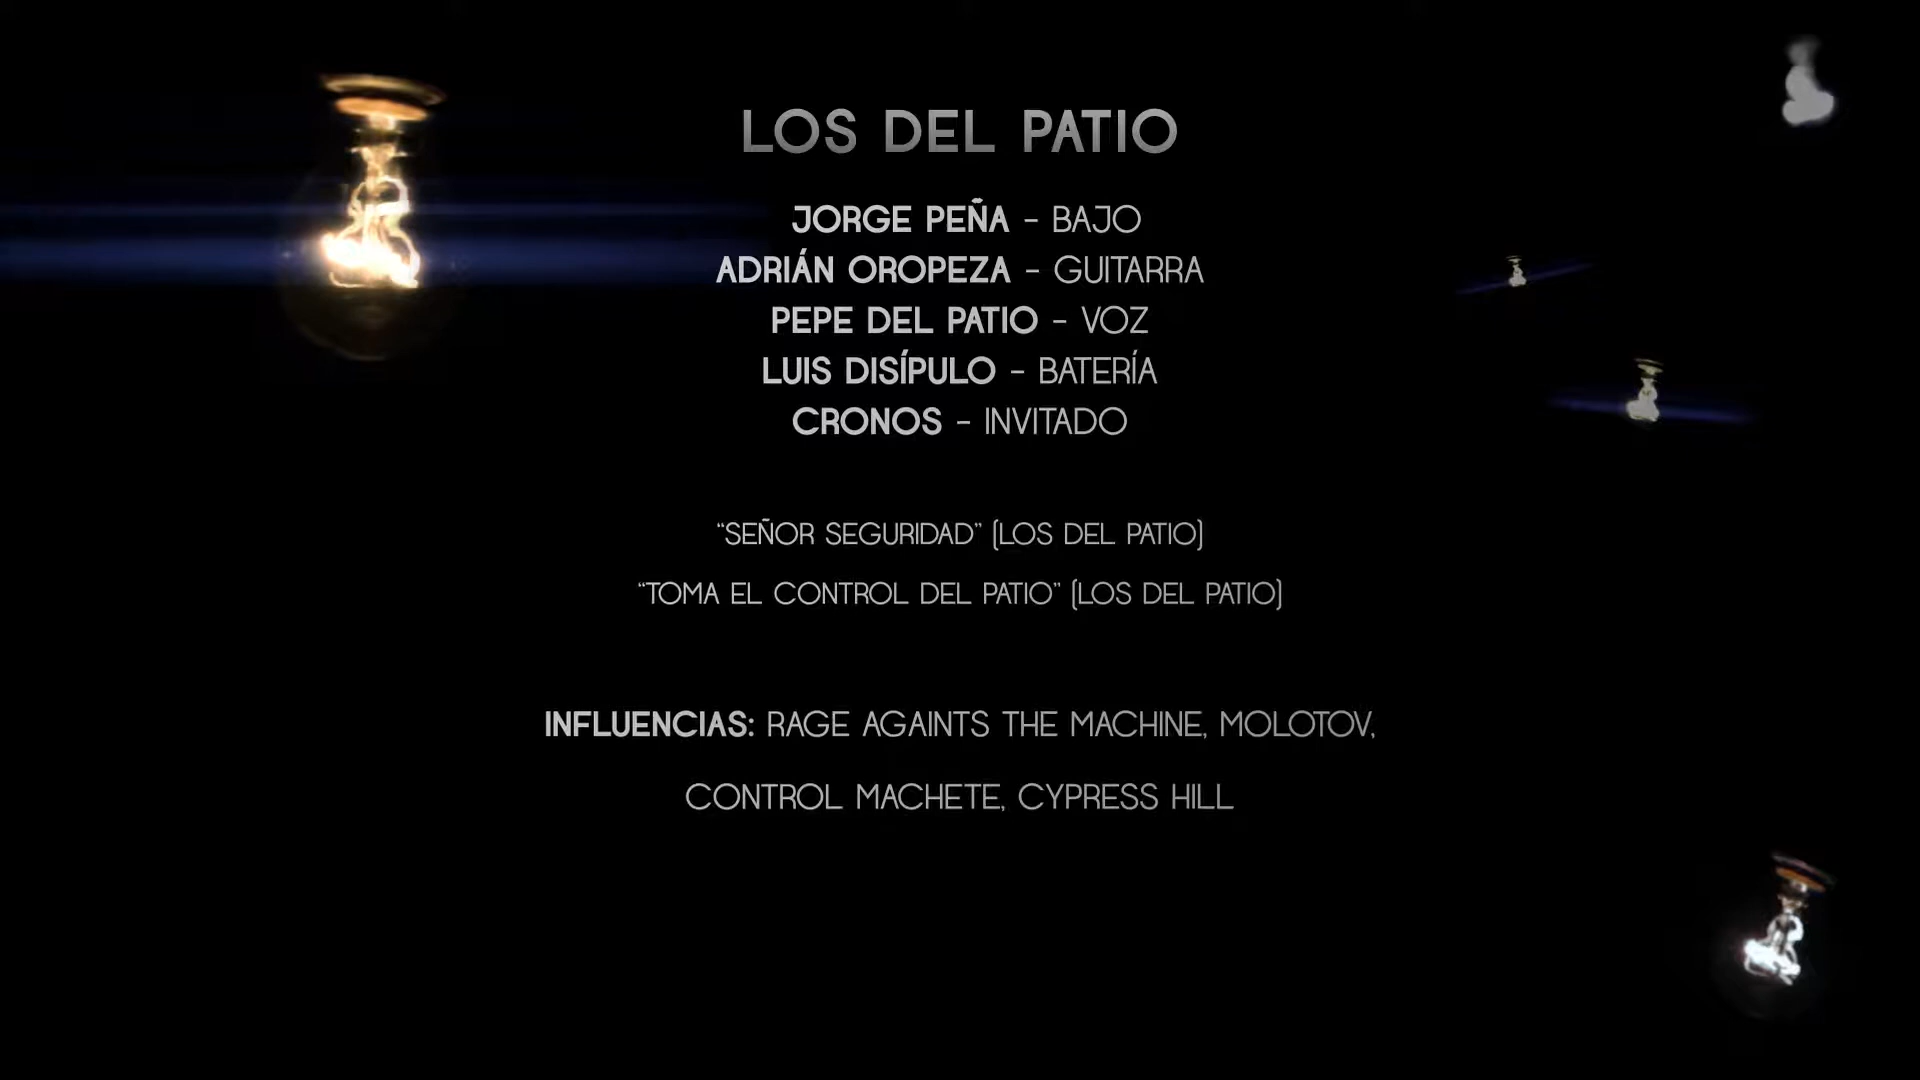 LOS DEL PATIO
JORGE PEÑA - BAJO
ADRIÁN OROPEZA - GUITARRA
PEPE DEL PATIO - VOZ
LUIS DISÍPULO - BATERÍA
CRONOS - INVITADO
“SEÑOR SEGURIDAD” (LOS DEL PATIO)
“TOMA EL CONTROL DEL PATIO” (LOS DEL PATIO)
INFLUENCIAS: RAGE AGAINTS THE MACHINE, MOLOTOV,
CONTROL MACHETE, CYPRESS HILL